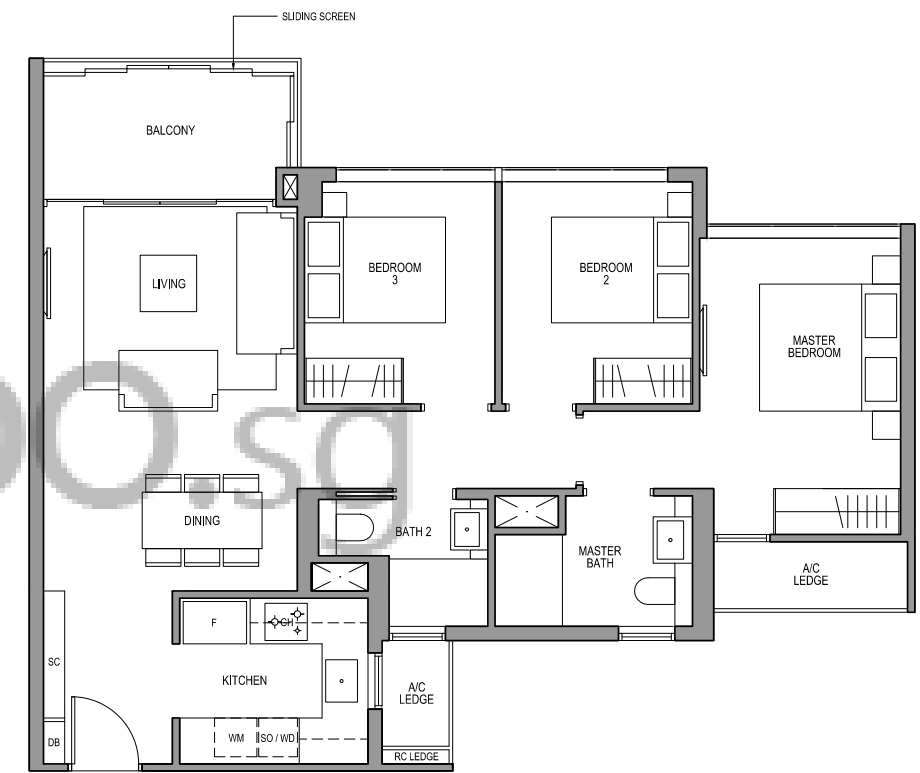 SLIDING SCREEN
BALCONY
LIVING
BEDROOM
3
BEDROOM
2
MASTER
BEDROOM
DINING
BATH 2
MASTER
BATH
A/C
LEDGE
F
CH
SC
KITCHEN
A/C
LEDGE
DB
WM
SO / WD
RC LEDGE
o.sg